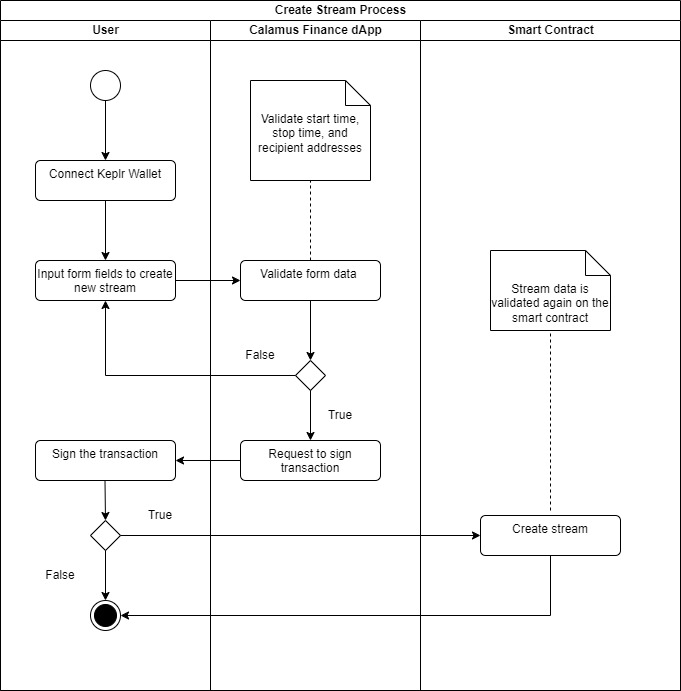 Create Stream Process
User
Calamus Finance dApp
Smart Contract
Validate start time,
stop time, and
recipient addresses
Connect Keplr Wallet
Input form fields to create
new stream
Validate form data
Stream data is
validated again on the
smart contract
False
True
Sign the transaction
Request to sign
transaction
True
Create stream
False